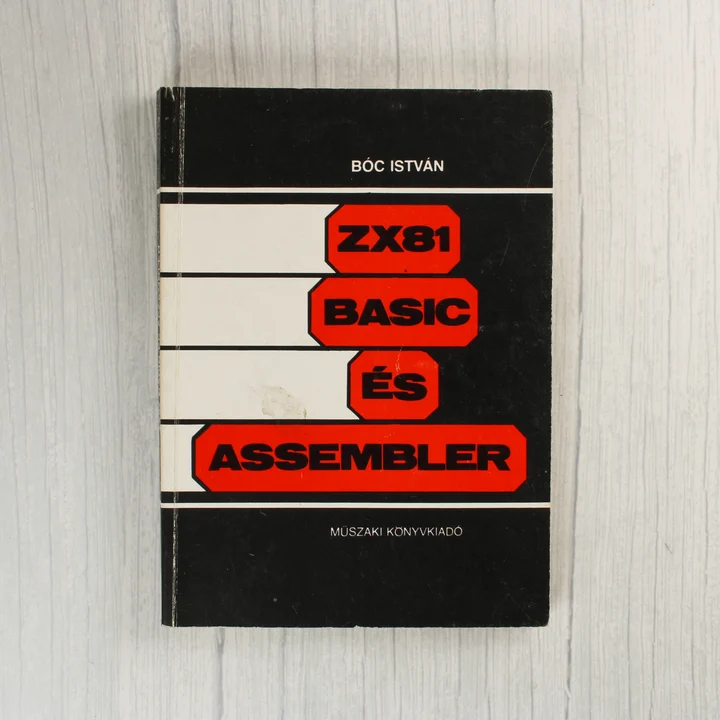 BÓC ISTVÁN
ZX81
BASIC
ÉS
ASSEMBLER
MŰSZAKI KÖNYVKIADÓ